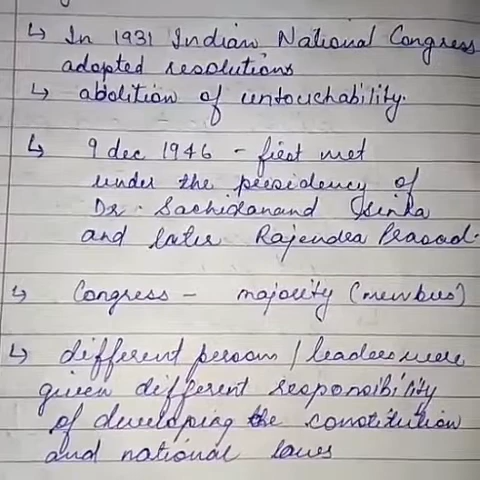 ↳ In 1931 Indian National Congress
adopted resolutions
↳ abolition of untouchability.
↳ 9 dec 1946 - first met
under the presidency of
Dr. Sachidanand Sinha
and later Rajendra Prasad.
↳ Congress - majority (members)
↳ different persons / leaders were
given different responsibility
of developing the constitution
and national laws